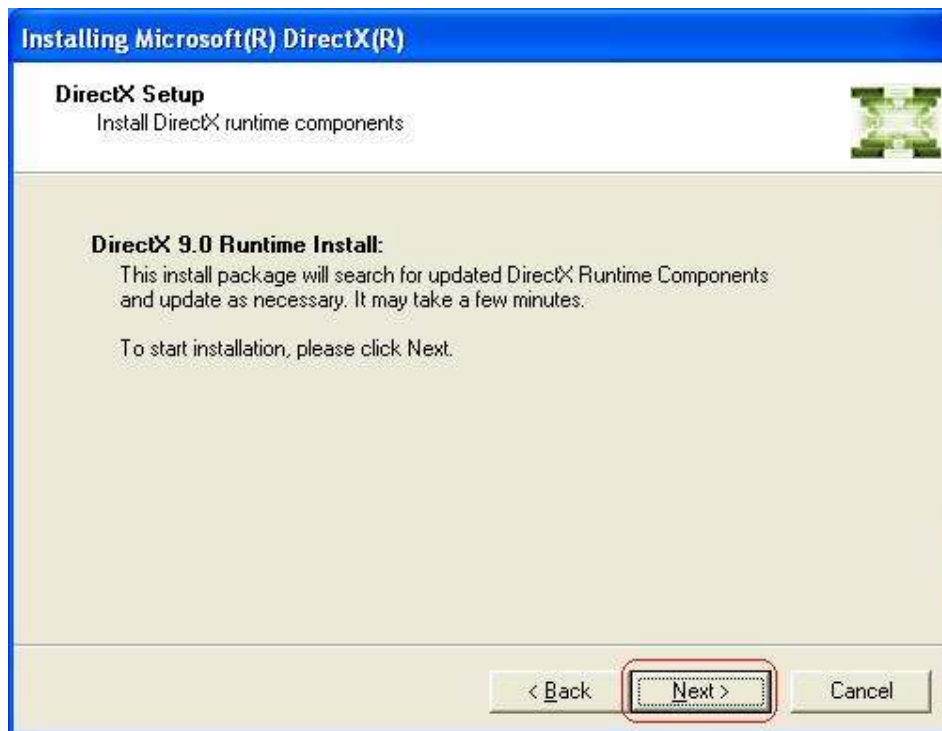 Installing Microsoft(R) DirectX(R)
DirectX Setup
Install DirectX runtime components
DirectX 9.0 Runtime Install:
This install package will search for updated DirectX Runtime Components
and update as necessary. It may take a few minutes.
To start installation, please click Next.
< Back
Next >
Cancel